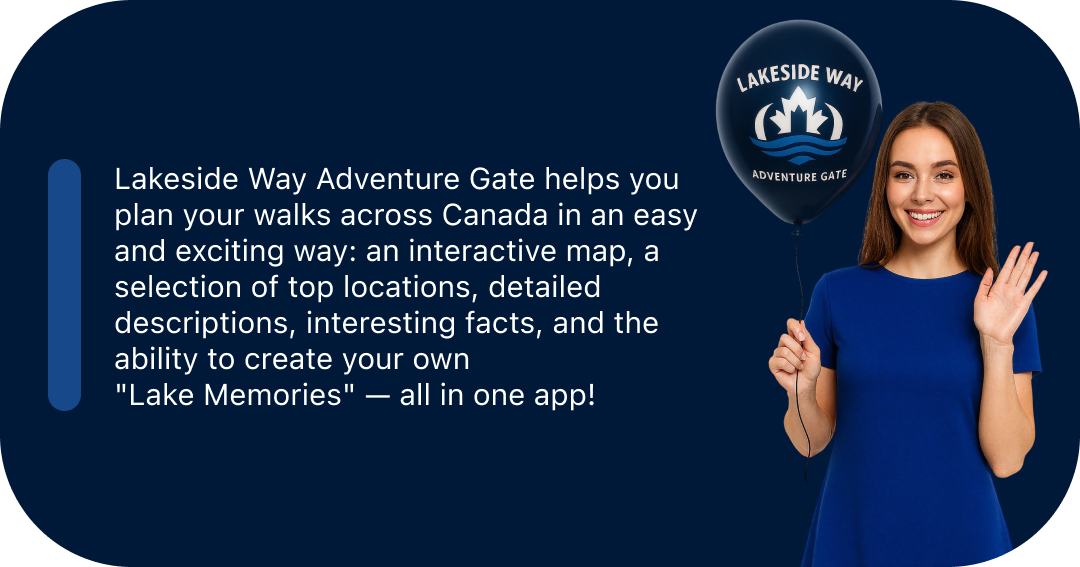 Lakeside Way Adventure Gate helps you
plan your walks across Canada in an easy
and exciting way: an interactive map, a
selection of top locations, detailed
descriptions, interesting facts, and the
ability to create your own
"Lake Memories" — all in one app!
LAKESIDE WAY
ADVENTURE GATE